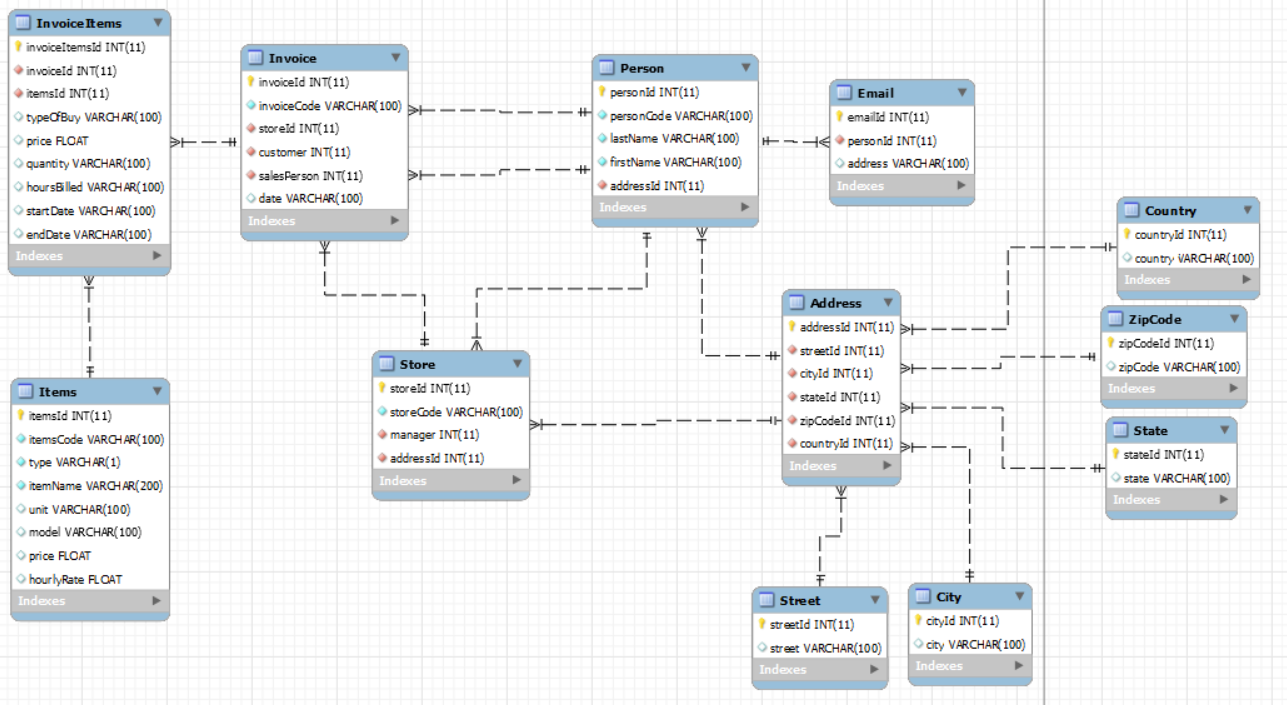 InvoiceItems
invoiceItemsId INT(11)
invoiceId INT(11)
itemsId INT(11)
typeOfBuy VARCHAR(100)
price FLOAT
quantity VARCHAR(100)
hoursBilled VARCHAR(100)
startDate VARCHAR(100)
endDate VARCHAR(100)
Indexes
Invoice
invoiceId INT(11)
invoiceCode VARCHAR(100)
storeId INT(11)
customer INT(11)
salesPerson INT(11)
date VARCHAR(100)
Indexes
Person
personId INT(11)
personCode VARCHAR(100)
lastName VARCHAR(100)
firstName VARCHAR(100)
addressId INT(11)
Indexes
Email
emailId INT(11)
personId INT(11)
address VARCHAR(100)
Indexes
Country
countryId INT(11)
country VARCHAR(100)
Indexes
ZipCode
zipCodeId INT(11)
zipCode VARCHAR(100)
Indexes
State
stateId INT(11)
state VARCHAR(100)
Indexes
Address
addressId INT(11)
streetId INT(11)
cityId INT(11)
stateId INT(11)
zipCodeId INT(11)
countryId INT(11)
Indexes
Store
storeId INT(11)
storeCode VARCHAR(100)
manager INT(11)
addressId INT(11)
Indexes
Items
itemsId INT(11)
itemsCode VARCHAR(100)
type VARCHAR(1)
itemName VARCHAR(200)
unit VARCHAR(100)
model VARCHAR(100)
price FLOAT
hourlyRate FLOAT
Indexes
Street
streetId INT(11)
street VARCHAR(100)
Indexes
City
cityId INT(11)
city VARCHAR(100)
Indexes